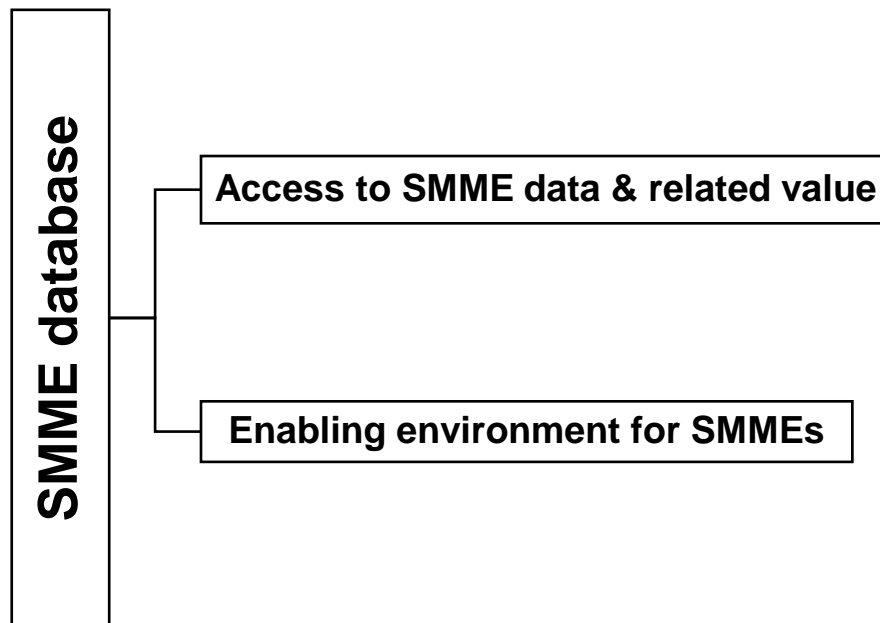 SMME database
Access to SMME data & related value
Enabling environment for SMMEs